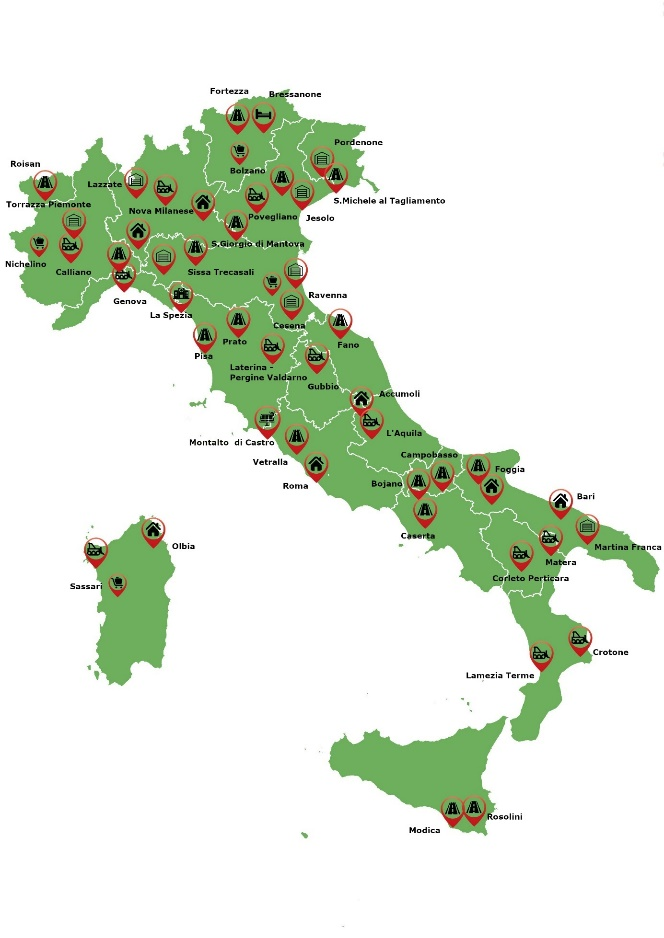 Fortezza
Bressanone
Pordenone
Roisan
Bolzano
Lazzate
S.Michele al Tagliamento
Torrazza Piemonte
Nova Milanese
Povegliano
Jesolo
S.Giorgio di Mantova
Nichelino
Calliano
Sissa Trecasali
Genova
Ravenna
La Spezia
Cesena
Prato
Fano
Pisa
Laterina -
Pergine Valdarno
Gubbio
Accumoli
L'Aquila
Montalto di Castro
Campobasso
Vetralla
Foggia
Roma
Bojano
Bari
Caserta
Olbia
Martina Franca
Matera
Corleto Perticara
Sassari
Crotone
Lamezia Terme
Rosolini
Modica